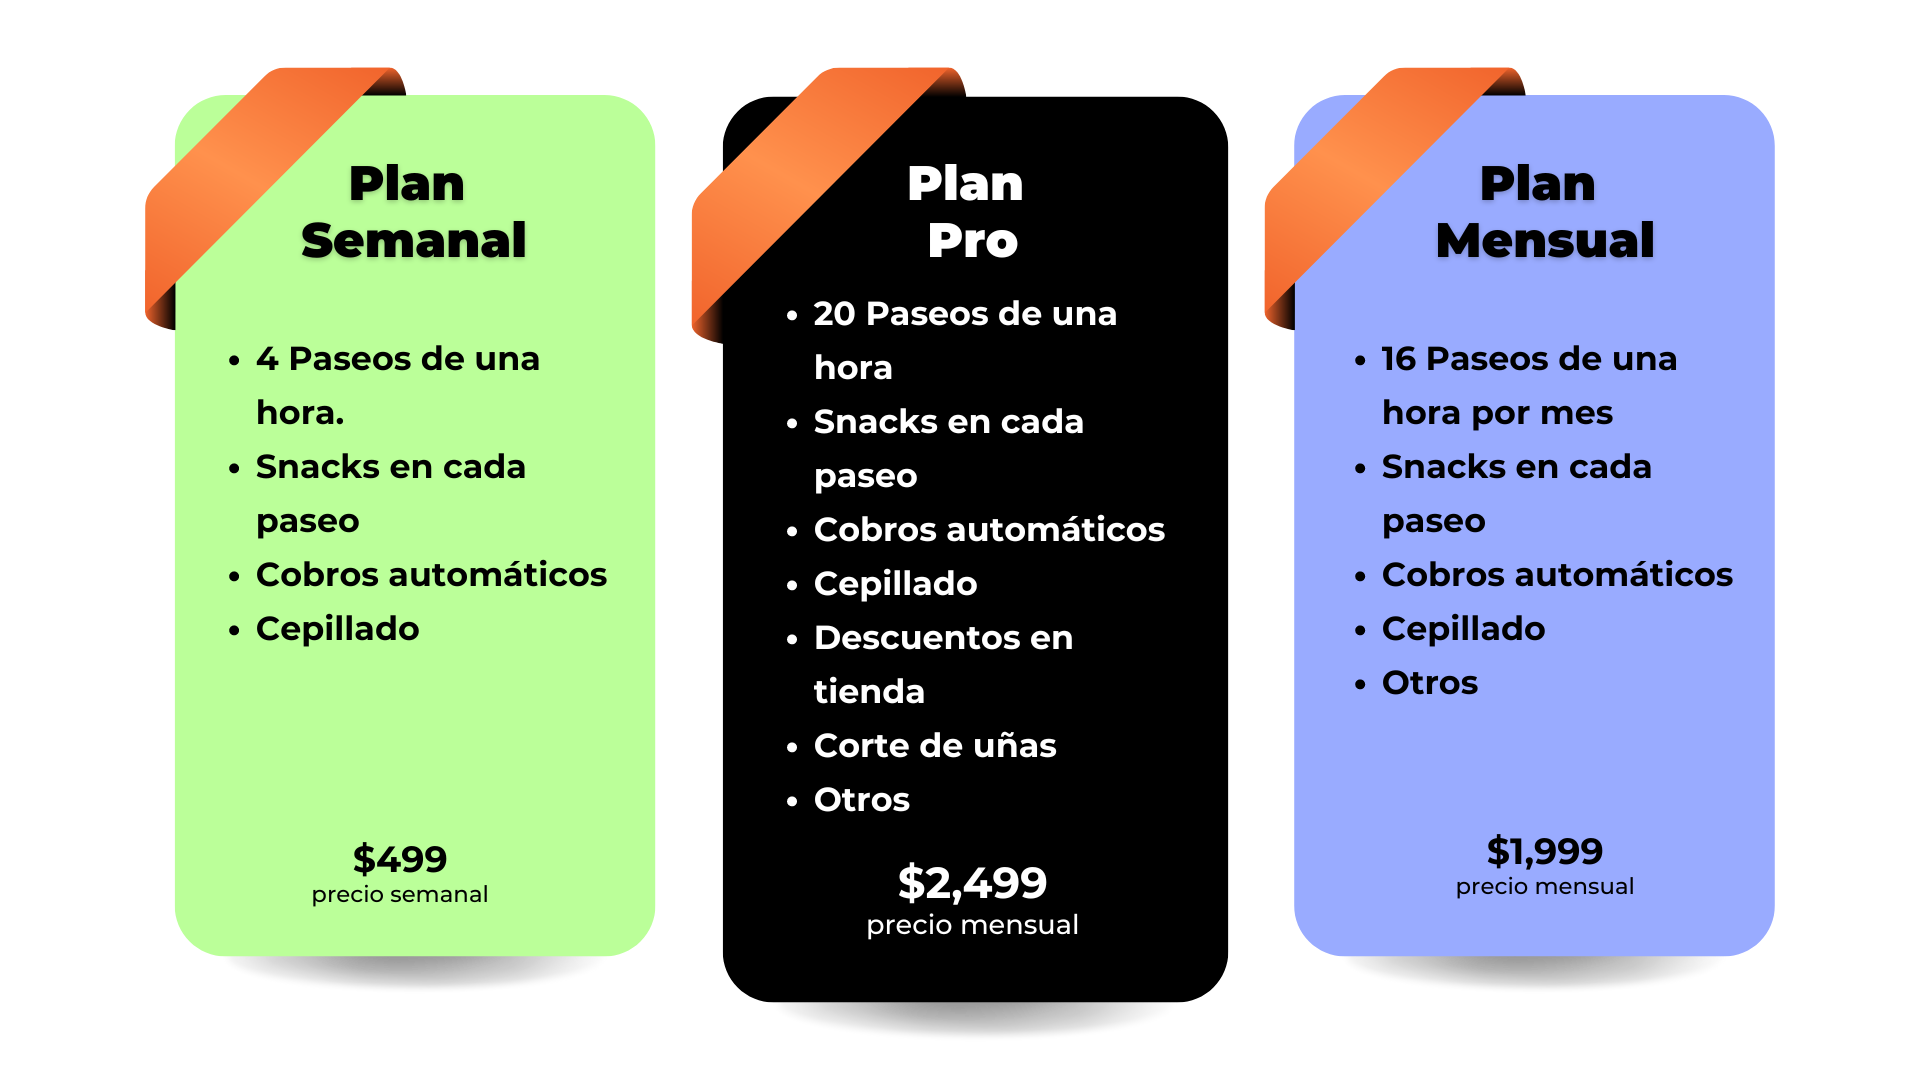 Plan
Semanal
• 4 Paseos de una
hora.
• Snacks en cada
paseo
• Cobros automáticos
• Cepillado
$499
precio semanal
Plan
Pro
• 20 Paseos de una
hora
• Snacks en cada
paseo
• Cobros automáticos
• Cepillado
• Descuentos en
tienda
• Corte de uñas
• Otros
$2,499
precio mensual
Plan
Mensual
• 16 Paseos de una
hora por mes
• Snacks en cada
paseo
• Cobros automáticos
• Cepillado
• Otros
$1,999
precio mensual